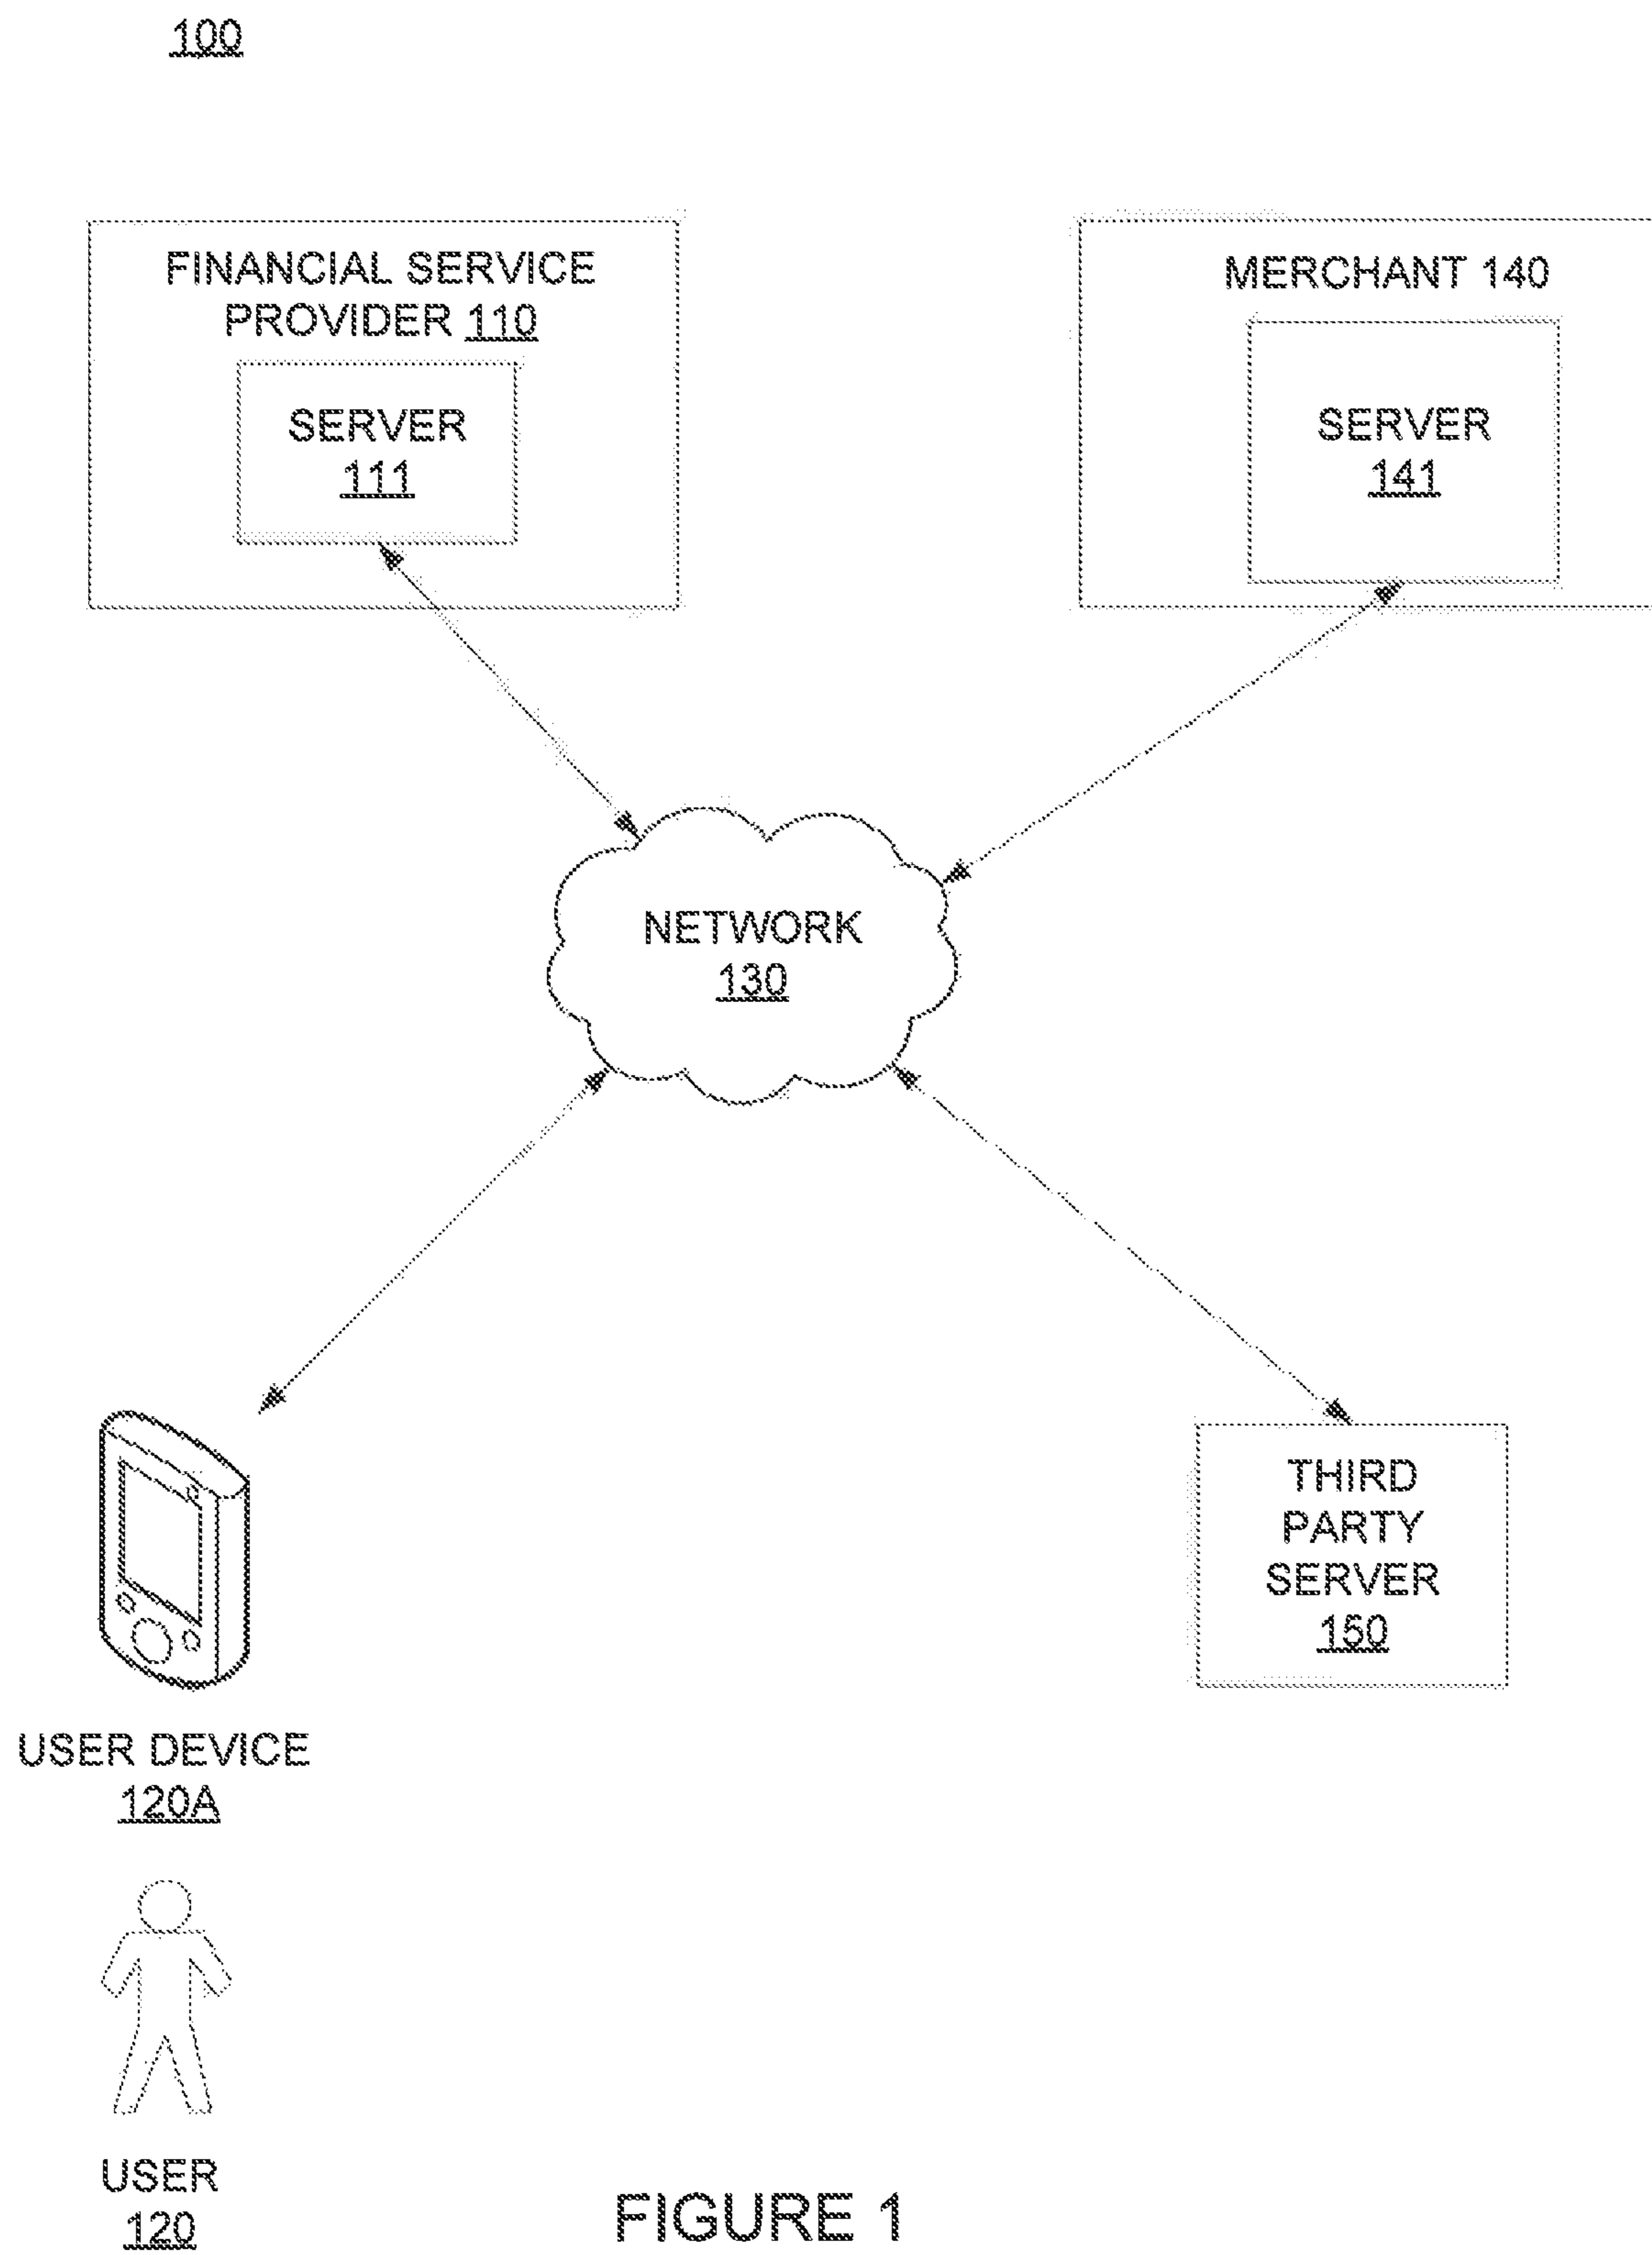 100
FINANCIAL SERVICE
PROVIDER 110
SERVER
111
MERCHANT 140
SERVER
141
NETWORK
130
THIRD
PARTY
SERVER
150
USER DEVICE
120A
USER
120
FIGURE 1